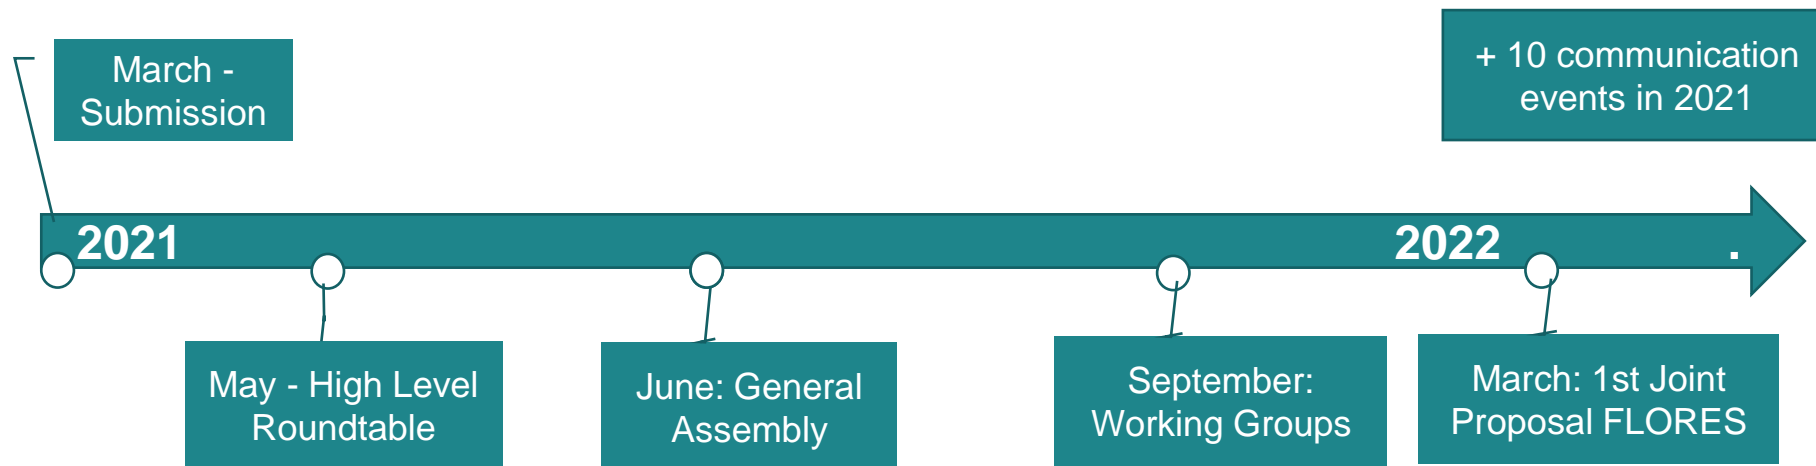 March -
Submission
+ 10 communication
events in 2021
2021
2022
.
May - High Level
Roundtable
June: General
Assembly
September:
Working Groups
March: 1st Joint
Proposal FLORES